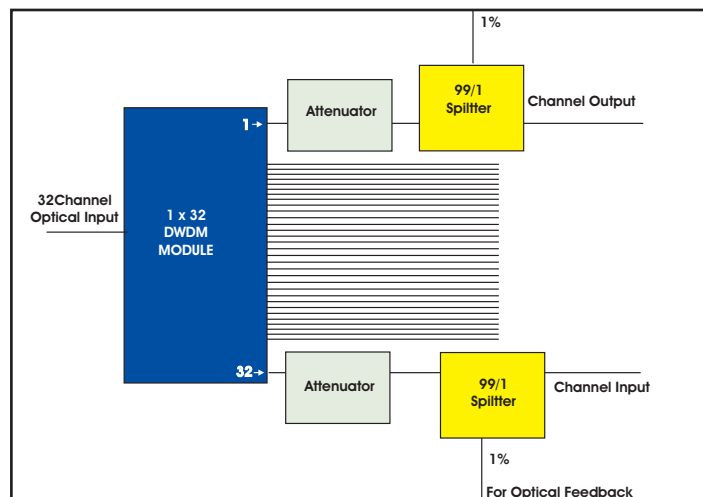 1%
99/1
Spiltter
Channel Output
Attenuator
1
32Channel
Optical Input
1 x 32
DWDM
MODULE
32
Attenuator
99/1
Spiltter
Channel Input
1%
For Optical Feedback